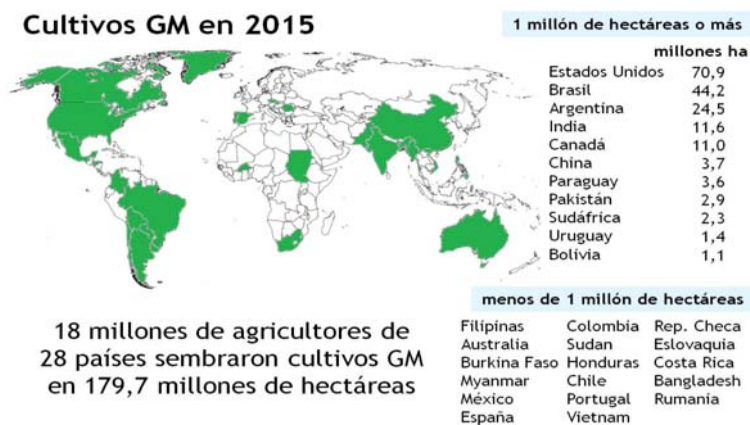 Cultivos GM en 2015
1 millón de hectáreas o más
millones ha
Estados Unidos 70,9
Brasil 44,2
Argentina 24,5
India 11,6
Canadá 11,0
China 3,7
Paraguay 3,6
Pakistán 2,9
Sudáfrica 2,3
Uruguay 1,4
Bolivia 1,1
18 millones de agricultores de
28 países sembraron cultivos GM
en 179,7 millones de hectáreas
menos de 1 millón de hectáreas
Filipinas Colombia Rep. Checa
Australia Sudan Eslovaquia
Burkina Faso Honduras Costa Rica
Myanmar Chile Bangladesh
México Portugal Rumania
España Vietnam